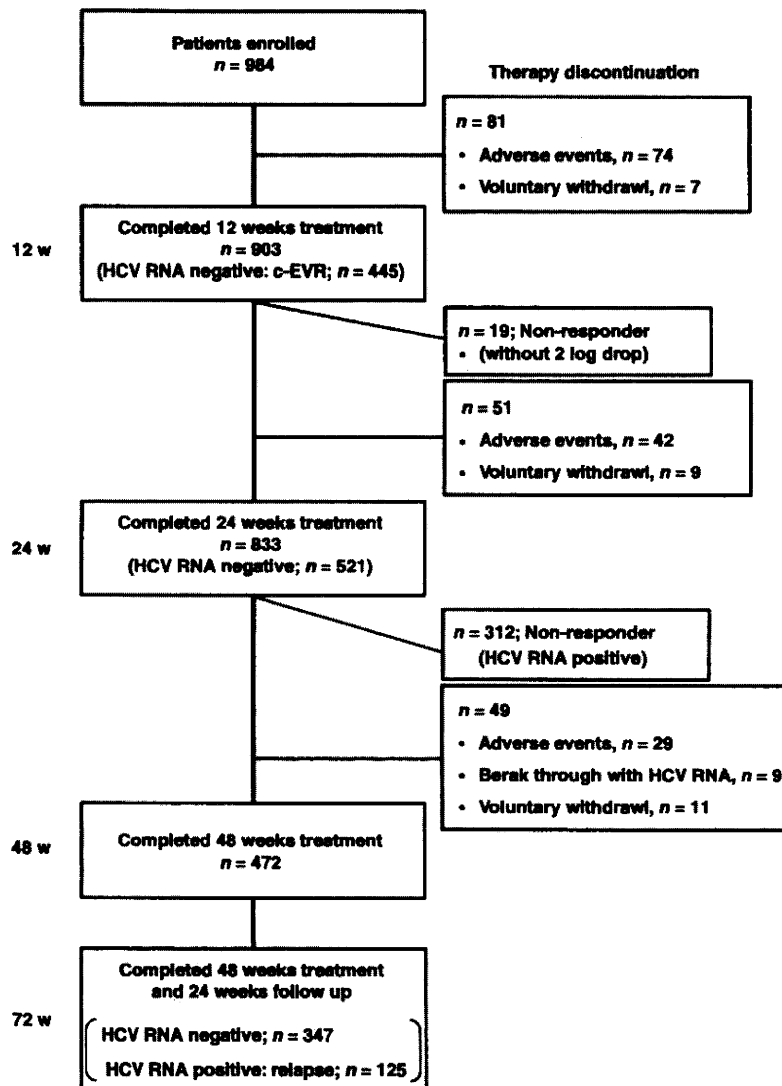 Patients enrolled
n = 984
Therapy discontinuation
n = 81
• Adverse events, n = 74
• Voluntary withdrawl, n = 7
12 w
Completed 12 weeks treatment
n = 903
(HCV RNA negative: c-EVR; n = 445)
n = 19; Non-responder
• (without 2 log drop)
n = 51
• Adverse events, n = 42
• Voluntary withdrawl, n = 9
24 w
Completed 24 weeks treatment
n = 833
(HCV RNA negative; n = 521)
n = 312; Non-responder
(HCV RNA positive)
n = 49
• Adverse events, n = 29
• Berak through with HCV RNA, n = 9
• Voluntary withdrawl, n = 11
48 w
Completed 48 weeks treatment
n = 472
72 w
Completed 48 weeks treatment
and 24 weeks follow up
HCV RNA negative; n = 347
HCV RNA positive: relapse; n = 125